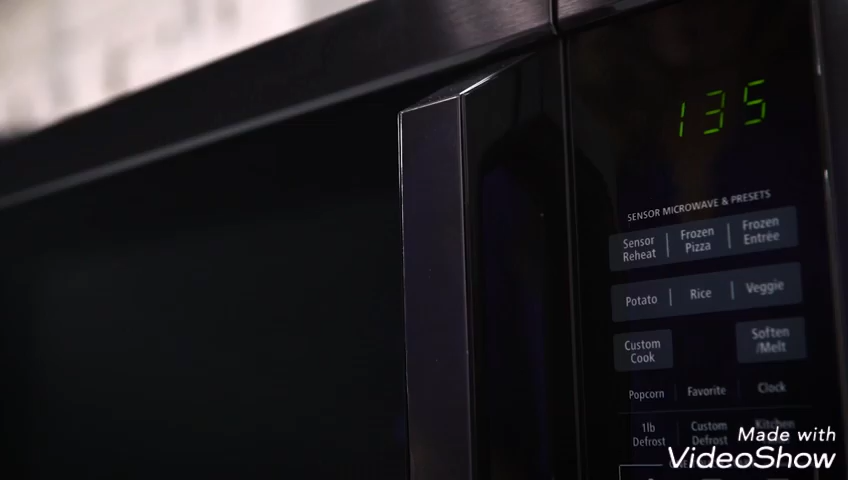 135
SENSOR MICROWAVE & PRESETS
Sensor Reheat
Frozen Pizza
Frozen Entrée
Potato
Rice
Veggie
Custom Cook
Soften /Melt
Popcorn
Favorite
Clock
1lb Defrost
Custom Defrost
Kitchen
Made with
VideoShow